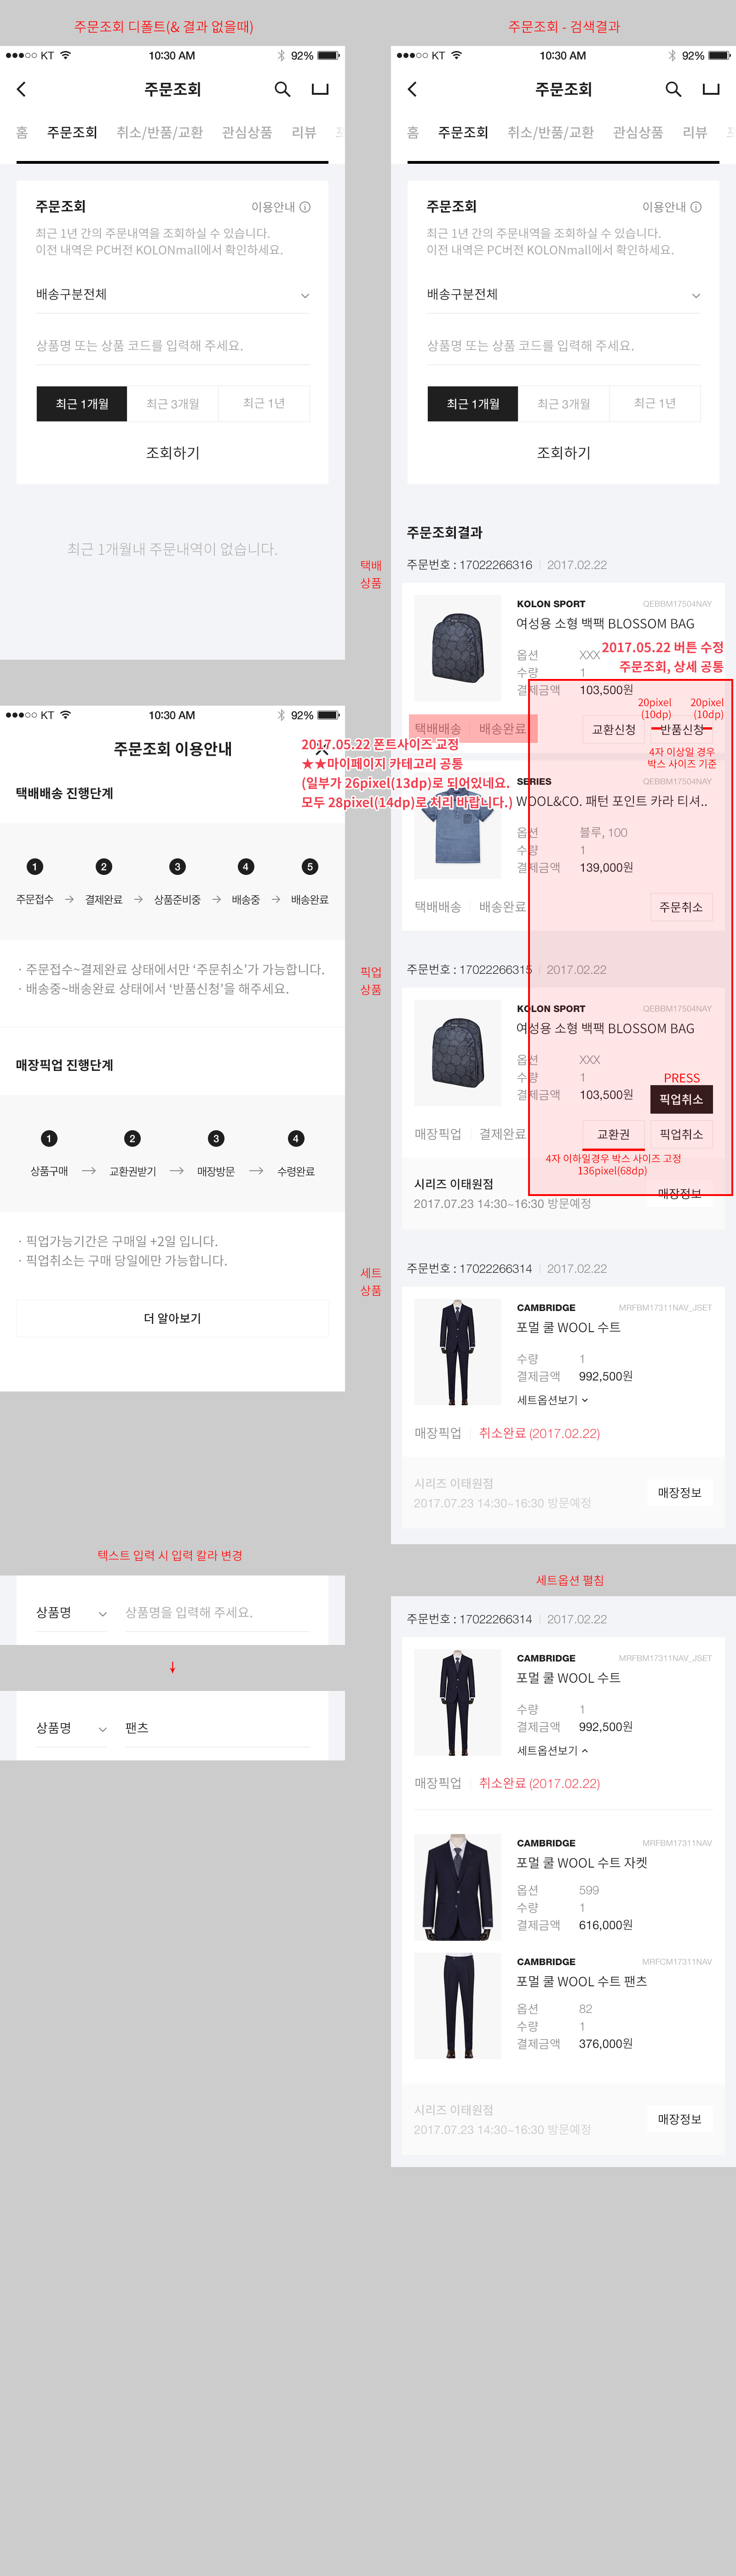 주문조회 디폴트(& 결과 없을때)
KT
10:30 AM
92%
주문조회
홈 주문조회 취소/반품/교환 관심상품 리뷰
주문조회
이용안내
최근 1년 간의 주문내역을 조회하실 수 있습니다.
이전 내역은 PC버전 KOLONmall에서 확인하세요.
배송구분전체
상품명 또는 상품 코드를 입력해 주세요.
최근 1개월 최근 3개월 최근 1년
조회하기
최근 1개월내 주문내역이 없습니다.
KT
10:30 AM
92%
주문조회 이용안내
택배배송 진행단계
1 2 3 4 5
주문접수 → 결제완료 → 상품준비중 → 배송중 → 배송완료
· 주문접수~결제완료 상태에서만 ‘주문취소’가 가능합니다.
· 배송중~배송완료 상태에서 ‘반품신청’을 해주세요.
매장픽업 진행단계
1 2 3 4
상품구매 → 교환권받기 → 매장방문 → 수령완료
· 픽업가능기간은 구매일 +2일 입니다.
· 픽업취소는 구매 당일에만 가능합니다.
더 알아보기
텍스트 입력 시 입력 칼라 변경
상품명 상품명을 입력해 주세요.
↓
상품명 팬츠
주문조회 - 검색결과
KT
10:30 AM
92%
주문조회
홈 주문조회 취소/반품/교환 관심상품 리뷰
주문조회
이용안내
최근 1년 간의 주문내역을 조회하실 수 있습니다.
이전 내역은 PC버전 KOLONmall에서 확인하세요.
배송구분전체
상품명 또는 상품 코드를 입력해 주세요.
최근 1개월 최근 3개월 최근 1년
조회하기
주문조회결과
택배
상품
주문번호 : 17022266316 2017.02.22
KOLON SPORT QEBBM17504NAY
여성용 소형 백팩 BLOSSOM BAG
2017.05.22 버튼 수정
주문조회, 상세 공통
옵션 XXX
수량 1
결제금액 103,500원
20pixel
(10dp)
20pixel
(10dp)
택배배송 배송완료
교환신청 반품신청
4자 이상일 경우
박스 사이즈 기준
2017.05.22 폰트사이즈 교정
★★마이페이지 카테고리 공통
(일부가 26pixel(13dp)로 되어있네요.
모두 28pixel(14dp)로 처리 바랍니다.)
SERIES QEBBM17504NAY
WOOL&CO. 패턴 포인트 카라 티셔..
옵션 블루, 100
수량 1
결제금액 139,000원
택배배송 배송완료
주문취소
픽업
상품
주문번호 : 17022266315 2017.02.22
KOLON SPORT QEBBM17504NAY
여성용 소형 백팩 BLOSSOM BAG
옵션 XXX
수량 1
결제금액 103,500원
PRESS
픽업취소
매장픽업 결제완료
교환권 픽업취소
4자 이하일경우 박스 사이즈 고정
136pixel(68dp)
시리즈 이태원점
2017.07.23 14:30~16:30 방문예정
매장정보
세트
상품
주문번호 : 17022266314 2017.02.22
CAMBRIDGE MRFBM17311NAV_JSET
포멀 쿨 WOOL 수트
수량 1
결제금액 992,500원
세트옵션보기
매장픽업 취소완료 (2017.02.22)
시리즈 이태원점
2017.07.23 14:30~16:30 방문예정
매장정보
세트옵션 펼침
주문번호 : 17022266314 2017.02.22
CAMBRIDGE MRFBM17311NAV_JSET
포멀 쿨 WOOL 수트
수량 1
결제금액 992,500원
세트옵션보기
매장픽업 취소완료 (2017.02.22)
CAMBRIDGE MRFBM17311NAV
포멀 쿨 WOOL 수트 자켓
옵션 599
수량 1
결제금액 616,000원
CAMBRIDGE MRFCM17311NAV
포멀 쿨 WOOL 수트 팬츠
옵션 82
수량 1
결제금액 376,000원
시리즈 이태원점
2017.07.23 14:30~16:30 방문예정
매장정보